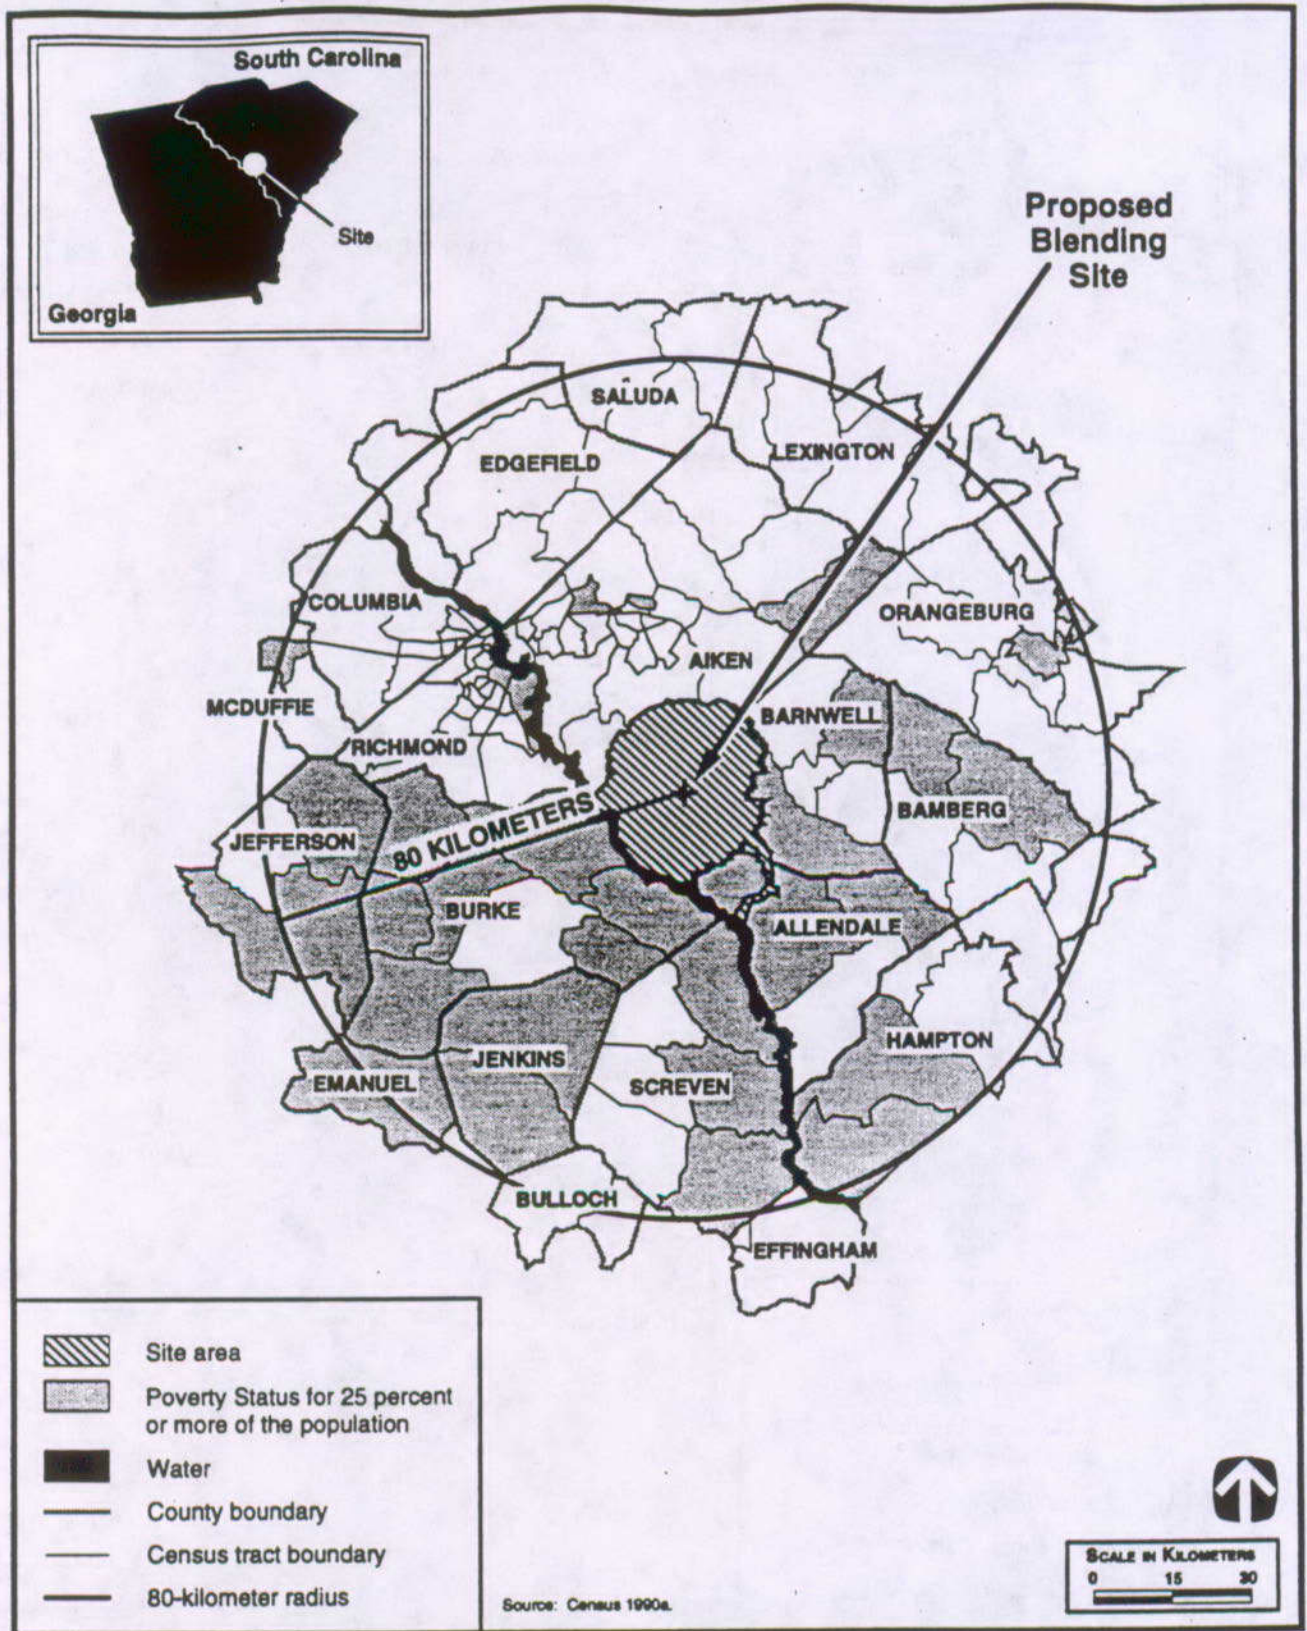 South Carolina
Site
Georgia
Proposed
Blending
Site
SALUDA
LEXINGTON
EDGEFIELD
COLUMBIA
ORANGEBURG
AIKEN
MCDUFFIE
BARNWELL
RICHMOND
BAMBERG
JEFFERSON
80 KILOMETERS
BURKE
ALLENDALE
HAMPTON
JENKINS
EMANUEL
SCREVEN
BULLOCH
EFFINGHAM
Site area
Poverty Status for 25 percent
or more of the population
Water
County boundary
Census tract boundary
80-kilometer radius
Source: Census 1990a.
SCALE IN KILOMETERS
0 15 30